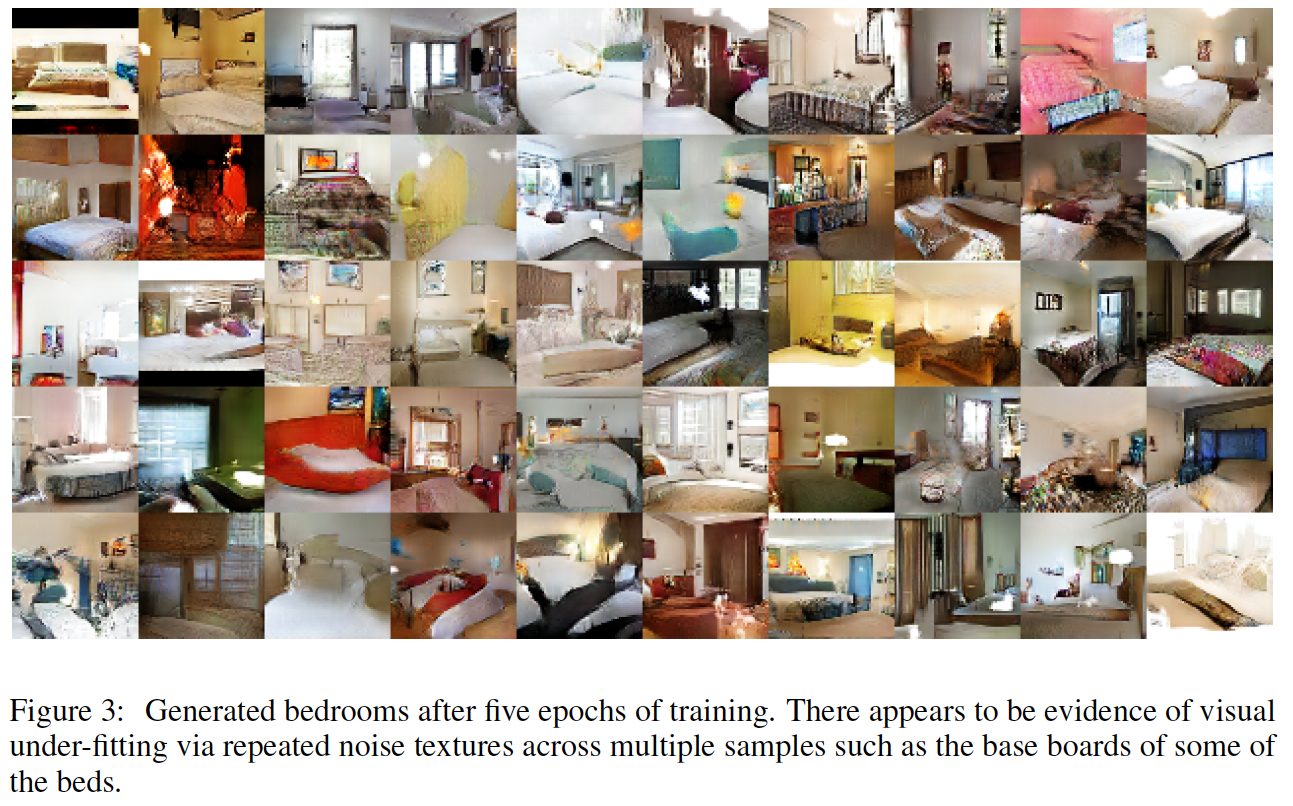 Figure 3: Generated bedrooms after five epochs of training. There appears to be evidence of visual
under-fitting via repeated noise textures across multiple samples such as the base boards of some of
the beds.